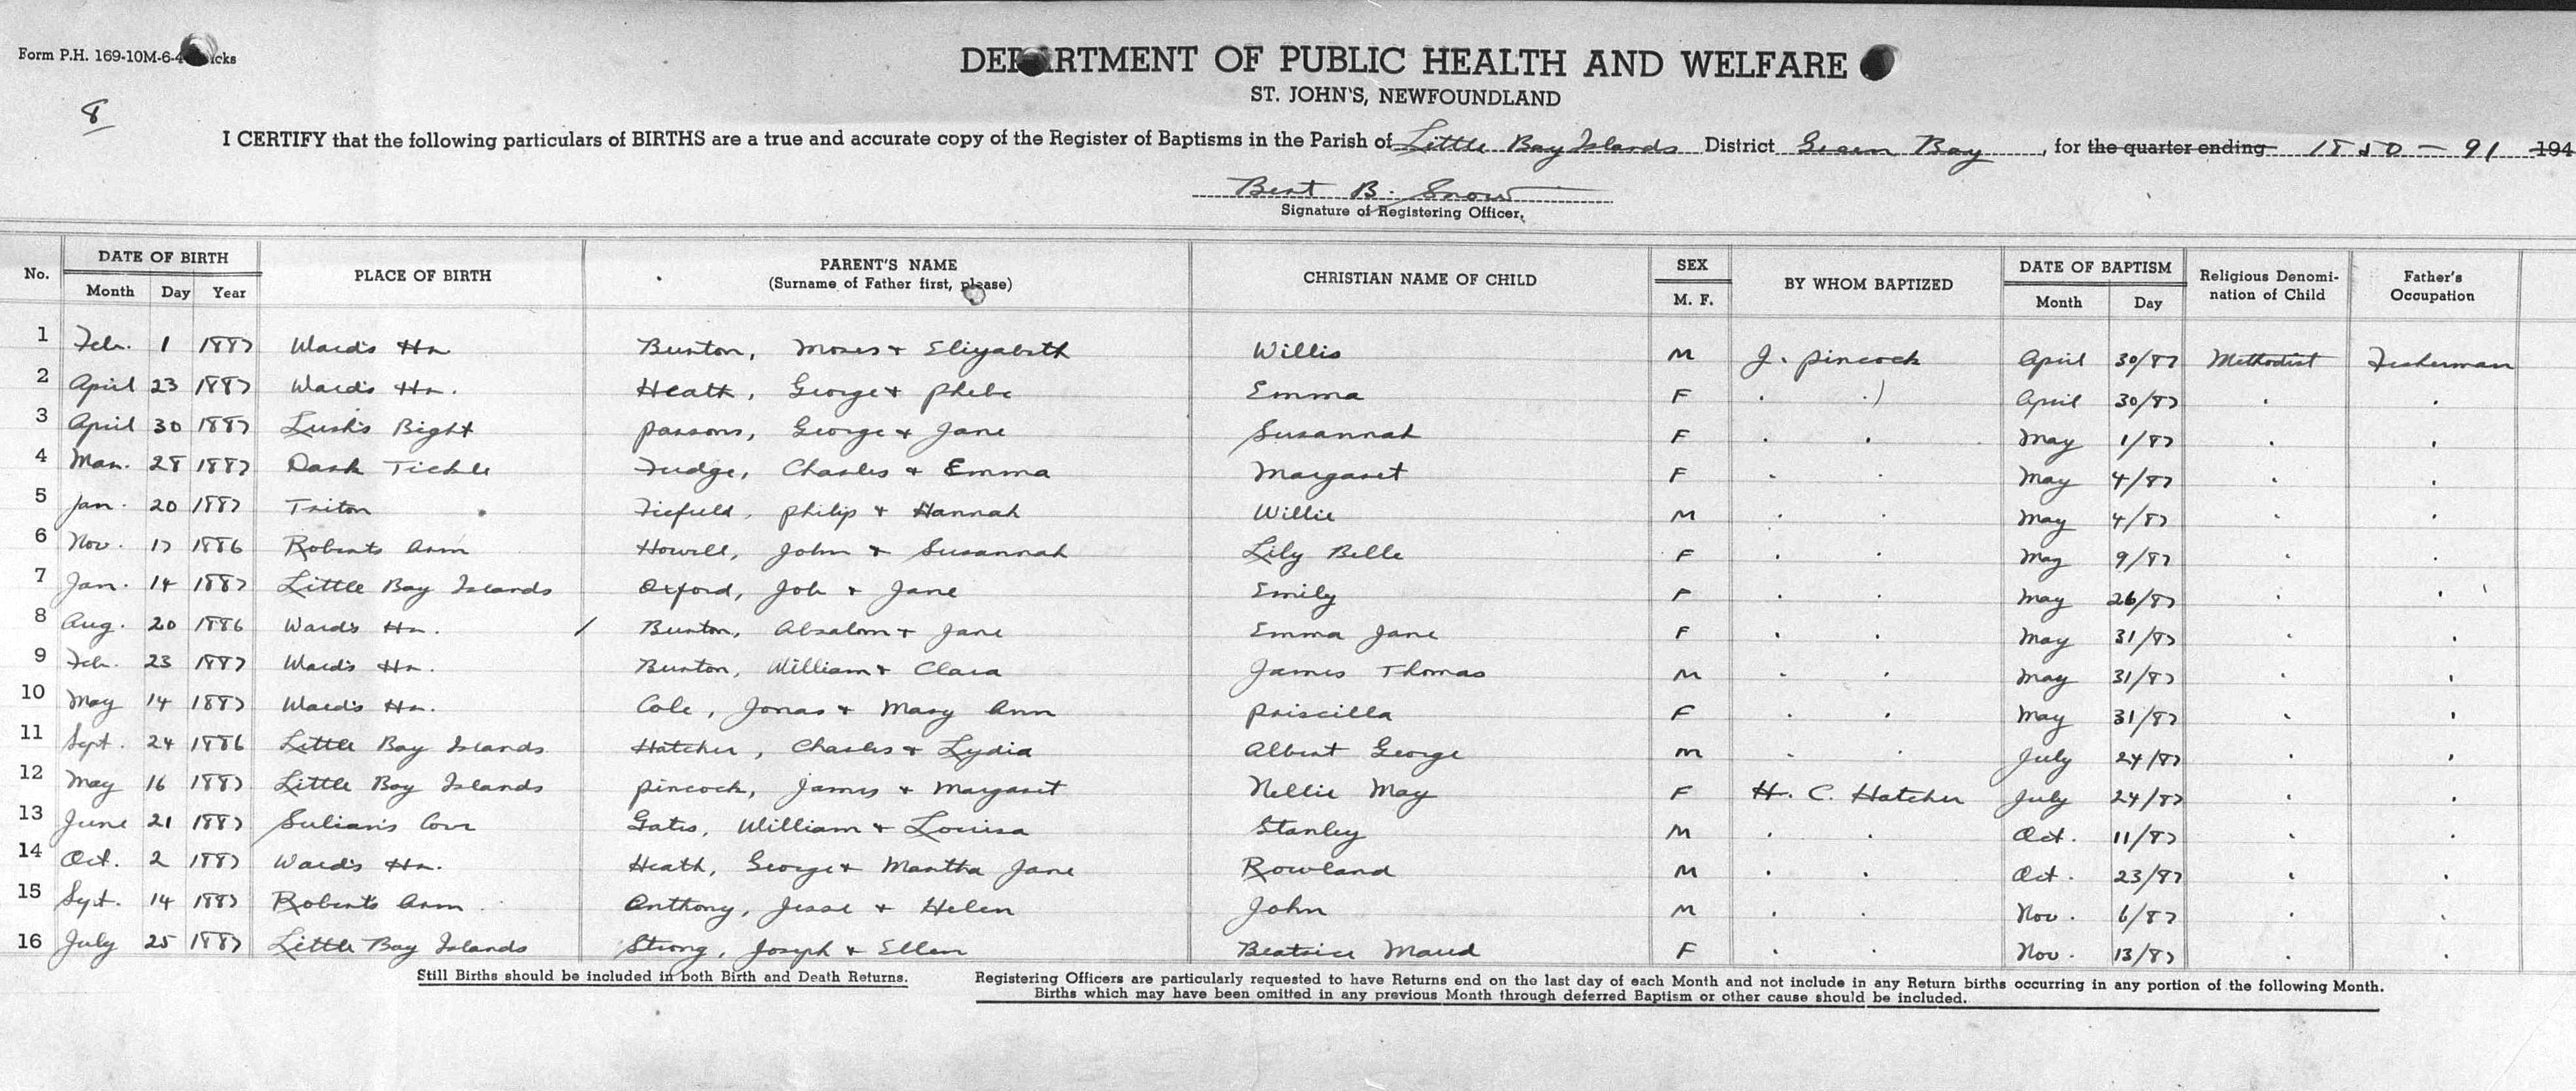 Form P.H. 169-10M-6-4 icks
DEPARTMENT OF PUBLIC HEALTH AND WELFARE
ST. JOHN'S, NEWFOUNDLAND
8
I CERTIFY that the following particulars of BIRTHS are a true and accurate copy of the Register of Baptisms in the Parish of Little Bay Islands District Green Bay, for the quarter ending 1850 - 91 194
Bert B. Snow
Signature of Registering Officer.
No. DATE OF BIRTH PLACE OF BIRTH PARENT'S NAME CHRISTIAN NAME OF CHILD SEX BY WHOM BAPTIZED DATE OF BAPTISM Religious Denomi- Father's
Month Day Year (Surname of Father first, please) M. F. Month Day nation of Child Occupation
1 Feb. 1 1887 Ward's Hr Burton, Moses + Eliyabeth Willis M J. Pincock April 30/87 Methodist Fisherman
2 April 23 1887 Ward's Hr. Heath, George + Phebe Emma F . . April 30/87 . .
3 April 30 1887 Lush's Bight Parsons, George + Jane Susannah F . . May 1/87 . .
4 Mar. 28 1887 Dark Tickle Fudge, Charles + Emma Margaret F . . May 4/87 . .
5 Jan. 20 1887 Triton Fiefield, Philip + Hannah Willie M . . May 4/87 . .
6 Nov. 17 1886 Roberts Arm Howell, John + Susannah Lily Belle F . . May 9/87 . .
7 Jan. 14 1887 Little Bay Islands Oxford, Job + Jane Emily F . . May 26/87 . .
8 Aug. 20 1886 Ward's Hr. / Burton, Absalom + Jane Emma Jane F . . May 31/87 . .
9 Feb. 23 1887 Ward's Hr. Burton, William + Clara James Thomas M . . May 31/87 . .
10 May 14 1887 Ward's Hr. Cole, Jonas + Mary Ann Priscilla F . . May 31/87 . .
11 Sept. 24 1886 Little Bay Islands Hatcher, Charles + Lydia Albert George M . . July 24/87 . .
12 May 16 1887 Little Bay Islands Pincock, James + Margaret Nellie May F H. C. Hatcher July 24/87 . .
13 June 21 1887 Sulian's Cove Gates, William + Louisa Stanley M . . Oct. 11/87 . .
14 Oct. 2 1887 Ward's Hr. Heath, George + Martha Jane Rowland M . . Oct. 23/87 . .
15 Sept. 14 1887 Robert's Arm Anthony, Jesse + Helen John M . . Nov. 6/87 . .
16 July 25 1887 Little Bay Islands Strong, Joseph + Ellen Beatrice Maud F . . Nov. 13/87 . .
Still Births should be included in both Birth and Death Returns. Registering Officers are particularly requested to have Returns end on the last day of each Month and not include in any Return births occurring in any portion of the following Month.
Births which may have been omitted in any previous Month through deferred Baptism or other cause should be included.